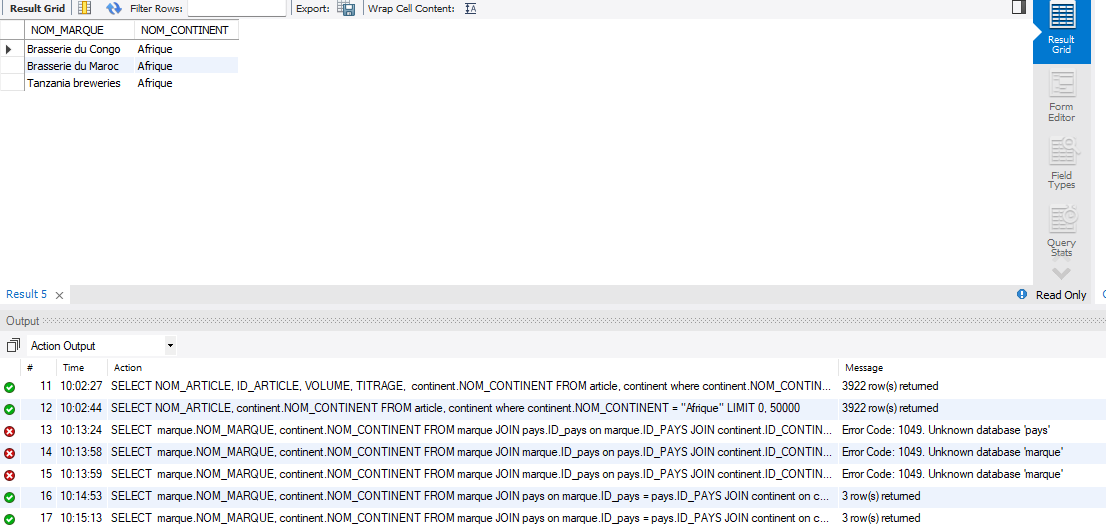 Result Grid Filter Rows: Export: Wrap Cell Content: IA
NOM_MARQUE NOM_CONTINENT
Brasserie du Congo Afrique
Brasserie du Maroc Afrique
Tanzania breweries Afrique
Result
Grid
Form
Editor
Field
Types
Query
Stats
Result 5 × Read Only
Output
Action Output
# Time Action Message
11 10:02:27 SELECT NOM_ARTICLE, ID_ARTICLE, VOLUME, TITRAGE, continent.NOM_CONTINENT FROM article, continent where continent.NOM_CONTIN... 3922 row(s) returned
12 10:02:44 SELECT NOM_ARTICLE, continent.NOM_CONTINENT FROM article, continent where continent.NOM_CONTINENT = "Afrique" LIMIT 0, 50000 3922 row(s) returned
13 10:13:24 SELECT marque.NOM_MARQUE, continent.NOM_CONTINENT FROM marque JOIN pays.ID_pays on marque.ID_PAYS JOIN continent.ID_CONTIN... Error Code: 1049. Unknown database 'pays'
14 10:13:58 SELECT marque.NOM_MARQUE, continent.NOM_CONTINENT FROM marque JOIN marque.ID_pays on pays.ID_PAYS JOIN continent.ID_CONTIN... Error Code: 1049. Unknown database 'marque'
15 10:13:59 SELECT marque.NOM_MARQUE, continent.NOM_CONTINENT FROM marque JOIN marque.ID_pays on pays.ID_PAYS JOIN continent.ID_CONTIN... Error Code: 1049. Unknown database 'marque'
16 10:14:53 SELECT marque.NOM_MARQUE, continent.NOM_CONTINENT FROM marque JOIN pays on marque.ID_pays = pays.ID_PAYS JOIN continent on c... 3 row(s) returned
17 10:15:13 SELECT marque.NOM_MARQUE, continent.NOM_CONTINENT FROM marque JOIN pays on marque.ID_pays = pays.ID_PAYS JOIN continent on c... 3 row(s) returned